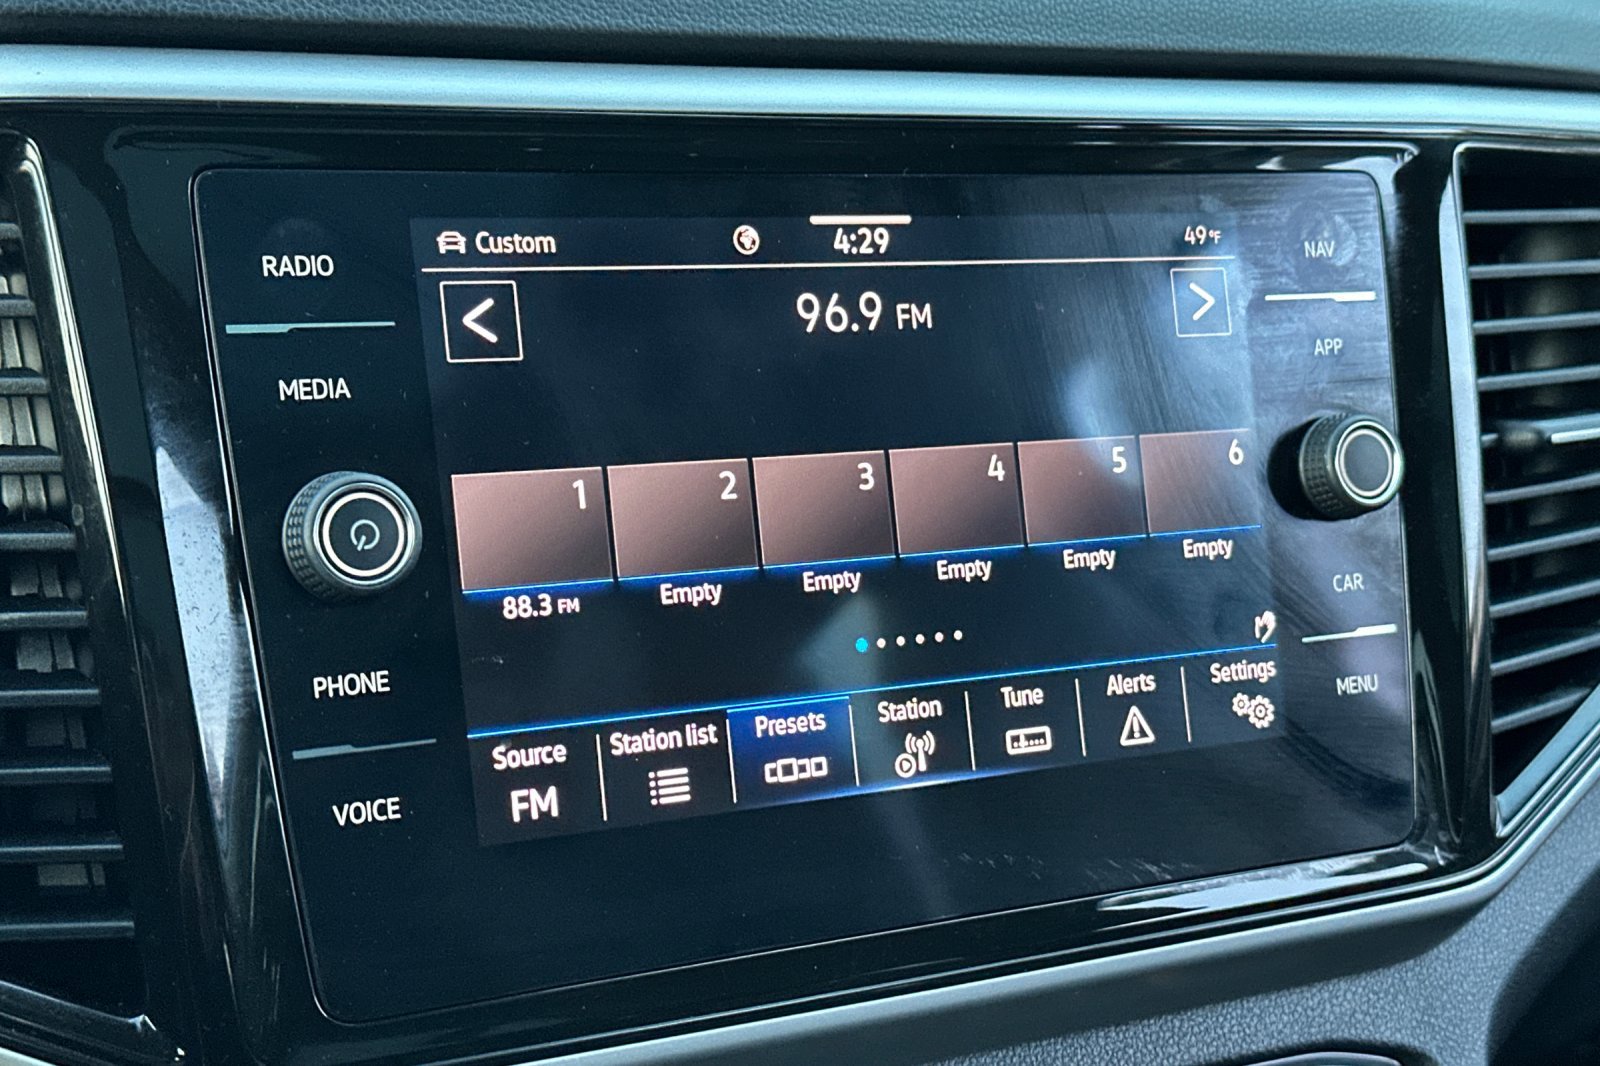 RADIO
MEDIA
PHONE
VOICE
Custom
4:29
49°F
96.9 FM
1
2
3
4
5
6
88.3 FM
Empty
Empty
Empty
Empty
Empty
Source
FM
Station list
Presets
Station
Tune
Alerts
Settings
NAV
APP
CAR
MENU